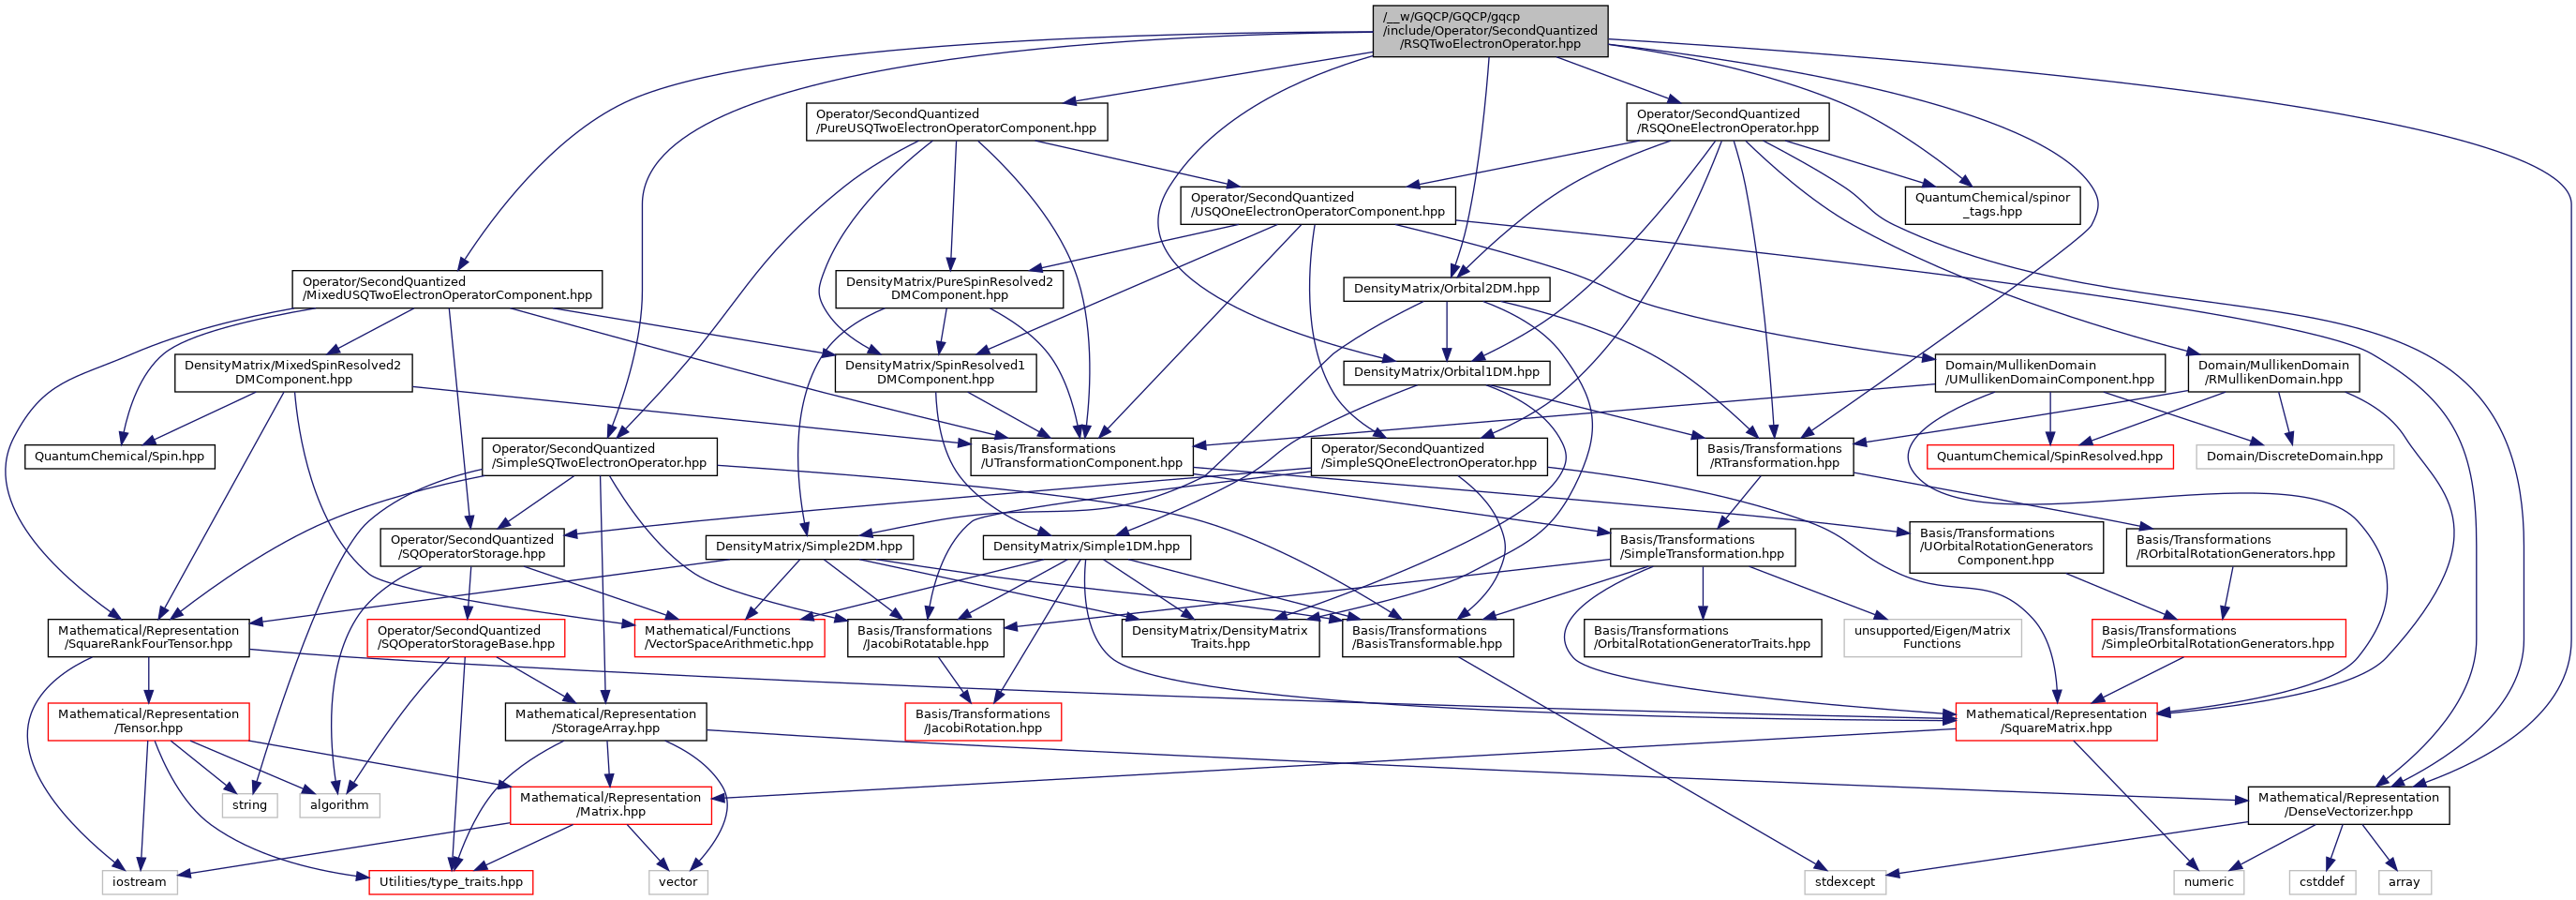 /__w/GQCP/GQCP/gqcp
/include/Operator/SecondQuantized
/RSQTwoElectronOperator.hpp
Operator/SecondQuantized
/PureUSQTwoElectronOperatorComponent.hpp
Operator/SecondQuantized
/RSQOneElectronOperator.hpp
Operator/SecondQuantized
/USQOneElectronOperatorComponent.hpp
QuantumChemical/spinor
_tags.hpp
Operator/SecondQuantized
/MixedUSQTwoElectronOperatorComponent.hpp
DensityMatrix/PureSpinResolved2
DMComponent.hpp
DensityMatrix/Orbital2DM.hpp
DensityMatrix/MixedSpinResolved2
DMComponent.hpp
DensityMatrix/SpinResolved1
DMComponent.hpp
DensityMatrix/Orbital1DM.hpp
Domain/MullikenDomain
/UMullikenDomainComponent.hpp
Domain/MullikenDomain
/RMullikenDomain.hpp
QuantumChemical/Spin.hpp
Operator/SecondQuantized
/SimpleSQTwoElectronOperator.hpp
Basis/Transformations
/UTransformationComponent.hpp
Operator/SecondQuantized
/SimpleSQOneElectronOperator.hpp
Basis/Transformations
/RTransformation.hpp
QuantumChemical/SpinResolved.hpp
Domain/DiscreteDomain.hpp
Operator/SecondQuantized
/SQOperatorStorage.hpp
DensityMatrix/Simple2DM.hpp
DensityMatrix/Simple1DM.hpp
Basis/Transformations
/SimpleTransformation.hpp
Basis/Transformations
/UOrbitalRotationGenerators
Component.hpp
Basis/Transformations
/ROrbitalRotationGenerators.hpp
Mathematical/Representation
/SquareRankFourTensor.hpp
Operator/SecondQuantized
/SQOperatorStorageBase.hpp
Mathematical/Functions
/VectorSpaceArithmetic.hpp
Basis/Transformations
/JacobiRotatable.hpp
DensityMatrix/DensityMatrix
Traits.hpp
Basis/Transformations
/BasisTransformable.hpp
Basis/Transformations
/OrbitalRotationGeneratorTraits.hpp
unsupported/Eigen/Matrix
Functions
Basis/Transformations
/SimpleOrbitalRotationGenerators.hpp
Mathematical/Representation
/Tensor.hpp
Mathematical/Representation
/StorageArray.hpp
Basis/Transformations
/JacobiRotation.hpp
Mathematical/Representation
/SquareMatrix.hpp
string
algorithm
Mathematical/Representation
/Matrix.hpp
Mathematical/Representation
/DenseVectorizer.hpp
iostream
Utilities/type_traits.hpp
vector
stdexcept
numeric
cstddef
array